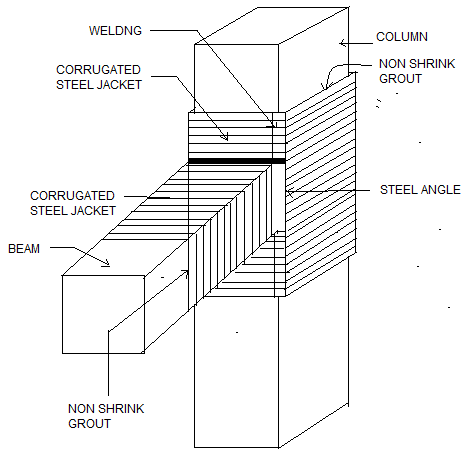 WELDNG
COLUMN
NON SHRINK
GROUT
CORRUGATED
STEEL JACKET
STEEL ANGLE
CORRUGATED
STEEL JACKET
BEAM
NON SHRINK
GROUT